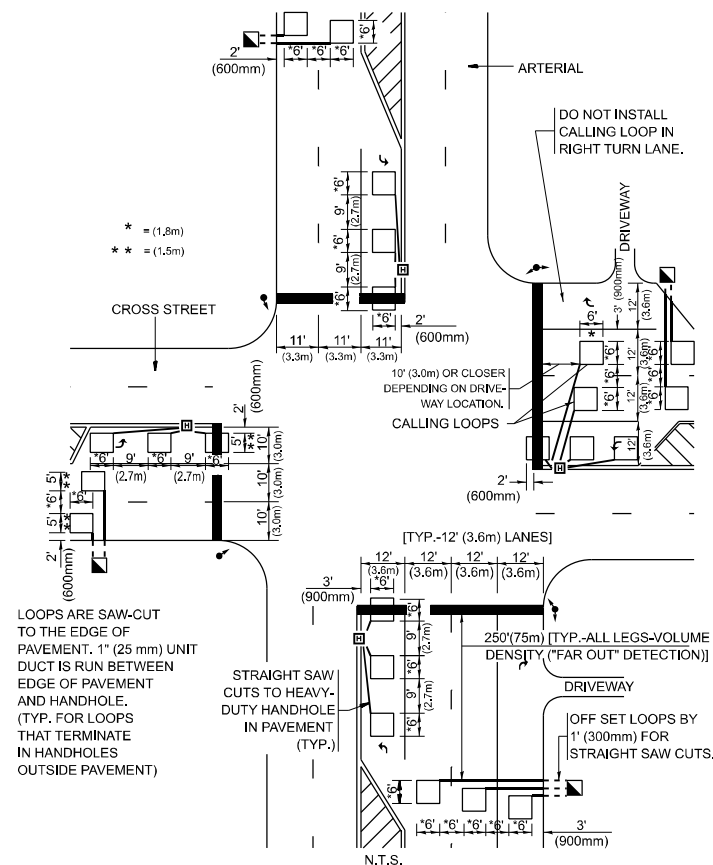 *6'
2'
(600mm)
*6'
*6'
*6'
ARTERIAL
DO NOT INSTALL
CALLING LOOP IN
RIGHT TURN LANE.
DRIVEWAY
* = (1.8m)
* * = (1.5m)
*6'
9'
(2.7m)
*6'
9'
(2.7m)
*6'
H
CROSS STREET
2'
(600mm)
11'
(3.3m)
11'
(3.3m)
11'
(3.3m)
3' (900mm)
12'
(3.6m)
6'
*
*6'
*6'
*6'
12'
(3.6m)
12'
(3.6m)
12'
(3.6m)
*6'
*6'
*6'
10' (3.0m) OR CLOSER
DEPENDING ON DRIVE-
WAY LOCATION.
CALLING LOOPS
H
2'
(600mm)
2'
(600mm)
H
5'
* *
10'
(3.0m)
10'
(3.0m)
10'
(3.0m)
*6'
9'
(2.7m)
*6'
9'
(2.7m)
*6'
5'
* *
*6'
*6'
5'
* *
2'
(600mm)
[TYP.-12' (3.6m) LANES]
12'
(3.6m)
12'
(3.6m)
12'
(3.6m)
12'
(3.6m)
3'
(900mm)
*6'
*6'
9'
(2.7m)
*6'
9'
(2.7m)
*6'
H
LOOPS ARE SAW-CUT
TO THE EDGE OF
PAVEMENT. 1" (25 mm) UNIT
DUCT IS RUN BETWEEN
EDGE OF PAVEMENT
AND HANDHOLE.
(TYP. FOR LOOPS
THAT TERMINATE
IN HANDHOLES
OUTSIDE PAVEMENT)
STRAIGHT SAW
CUTS TO HEAVY-
DUTY HANDHOLE
IN PAVEMENT
(TYP.)
250'(75m) [TYP.-ALL LEGS-VOLUME
DENSITY ("FAR OUT" DETECTION)]
DRIVEWAY
OFF SET LOOPS BY
1' (300mm) FOR
STRAIGHT SAW CUTS.
*6'
*6'
*6'
*6'
*6'
*6'
3'
(900mm)
N.T.S.